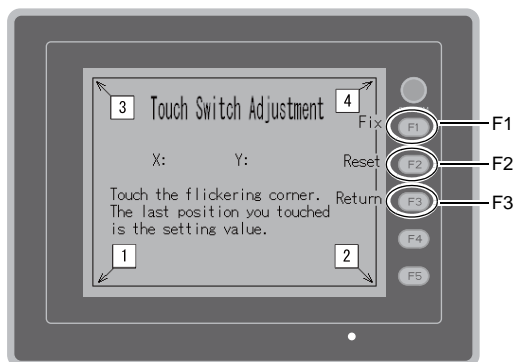 3 Touch Switch Adjustment 4
Fix F1 F1
X: Y: Reset F2 F2
Touch the flickering corner. Return F3 F3
The last position you touched
is the setting value.
F4
1 2
F5